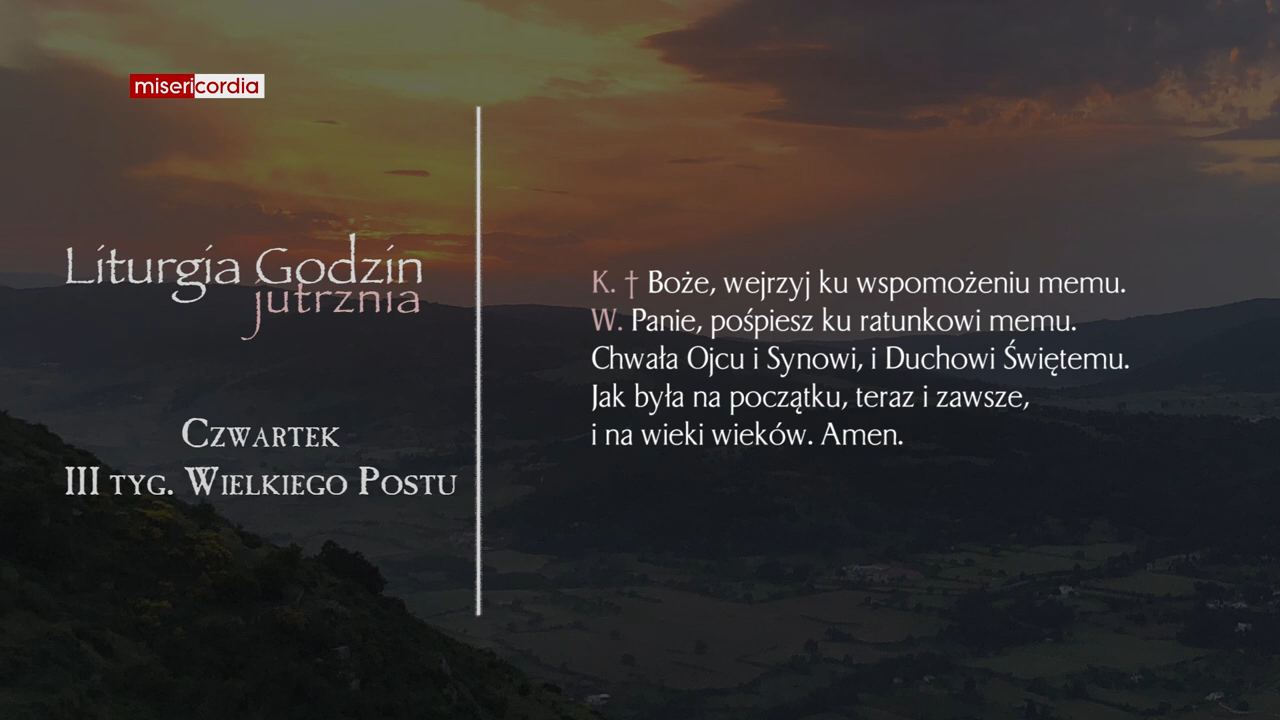 misericordia
Liturgia Godzin
jutrznia
Czwartek
III tyg. Wielkiego Postu
K. † Boże, wejrzyj ku wspomożeniu memu.
W. Panie, pośpiesz ku ratunkowi memu.
Chwała Ojcu i Synowi, i Duchowi Świętemu.
Jak była na początku, teraz i zawsze,
i na wieki wieków. Amen.